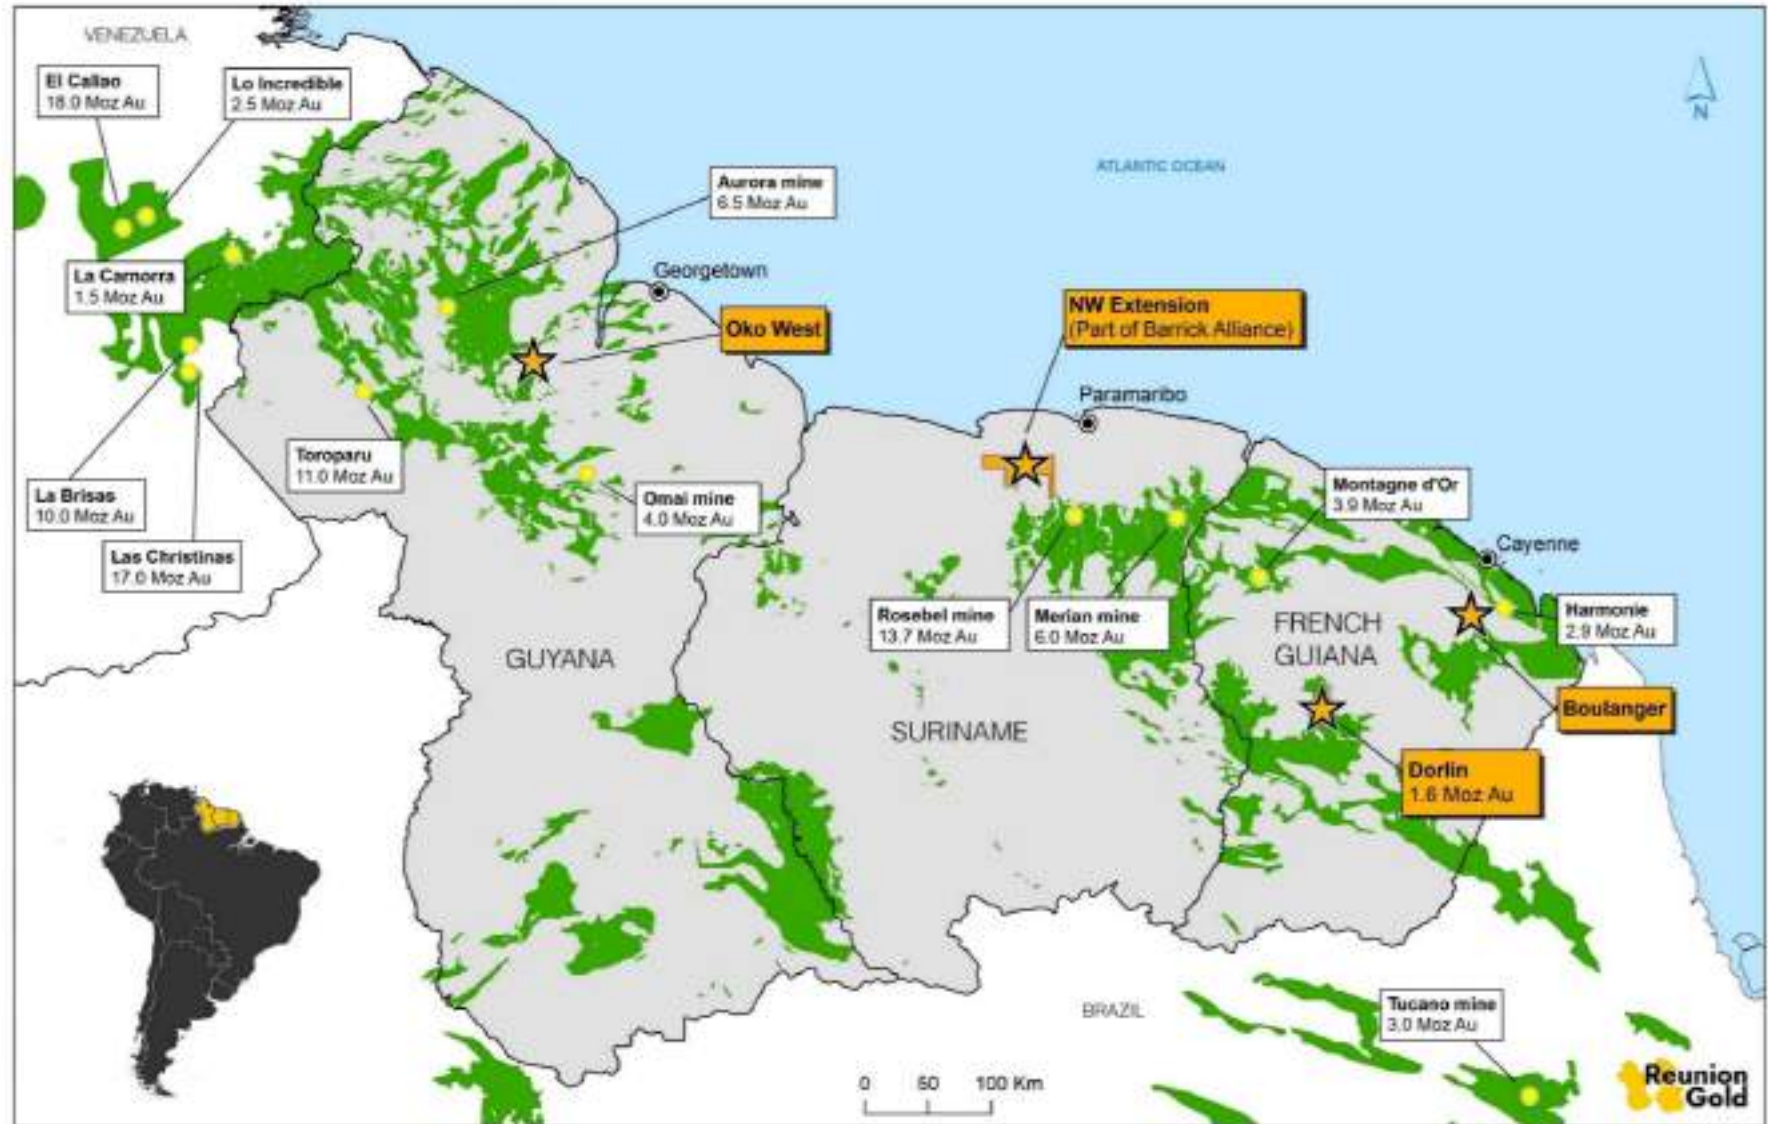 VENEZUELA
El Callao
18.0 Moz Au
Lo Incredible
2.5 Moz Au
N
ATLANTIC OCEAN
Aurora mine
6.5 Moz Au
La Camorra
1.5 Moz Au
Georgetown
Oko West
NW Extension
(Part of Barrick Alliance)
Paramaribo
Toroparu
11.0 Moz Au
La Brisas
10.0 Moz Au
Omai mine
4.0 Moz Au
Montagne d'Or
3.9 Moz Au
Las Christinas
17.0 Moz Au
Cayenne
Rosebel mine
13.7 Moz Au
Merian mine
6.0 Moz Au
Harmonie
2.9 Moz Au
FRENCH
GUIANA
GUYANA
SURINAME
Boulanger
Dorlin
1.6 Moz Au
BRAZIL
Tucano mine
3.0 Moz Au
0 50 100 Km
Reunion
Gold